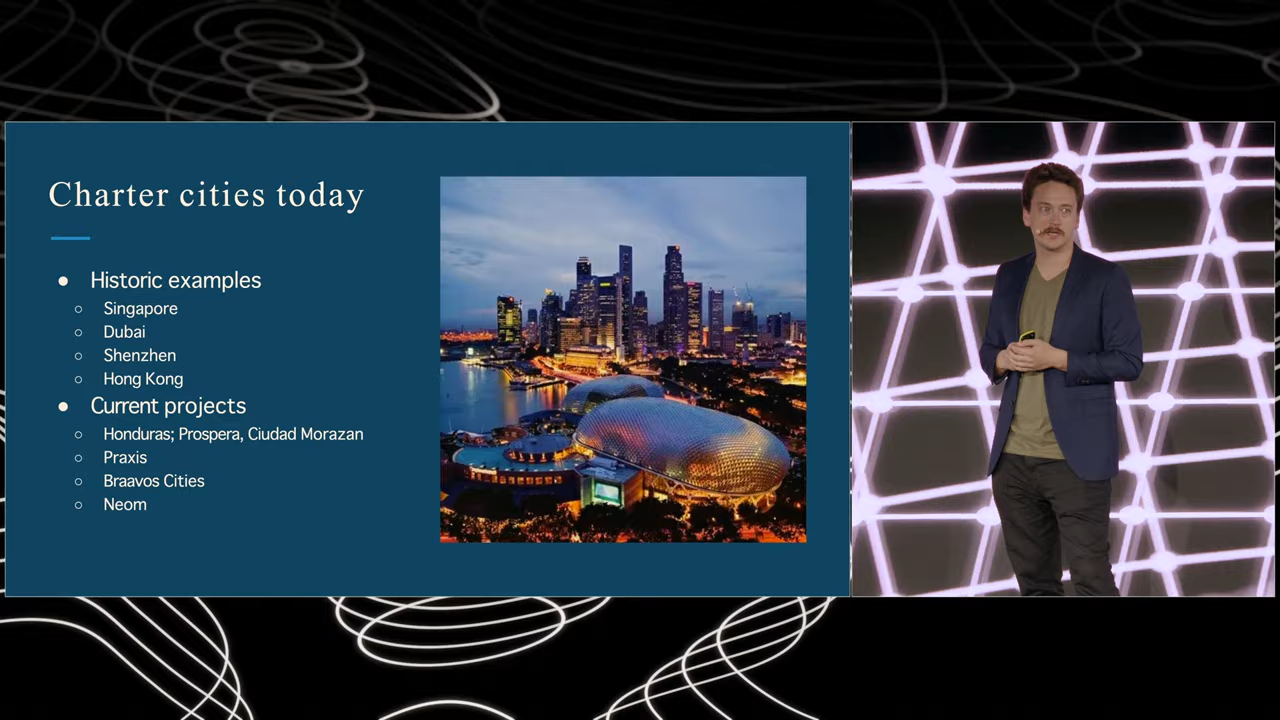 Charter cities today
● Historic examples
○ Singapore
○ Dubai
○ Shenzhen
○ Hong Kong
● Current projects
○ Honduras; Prospera, Ciudad Morazan
○ Praxis
○ Braavos Cities
○ Neom